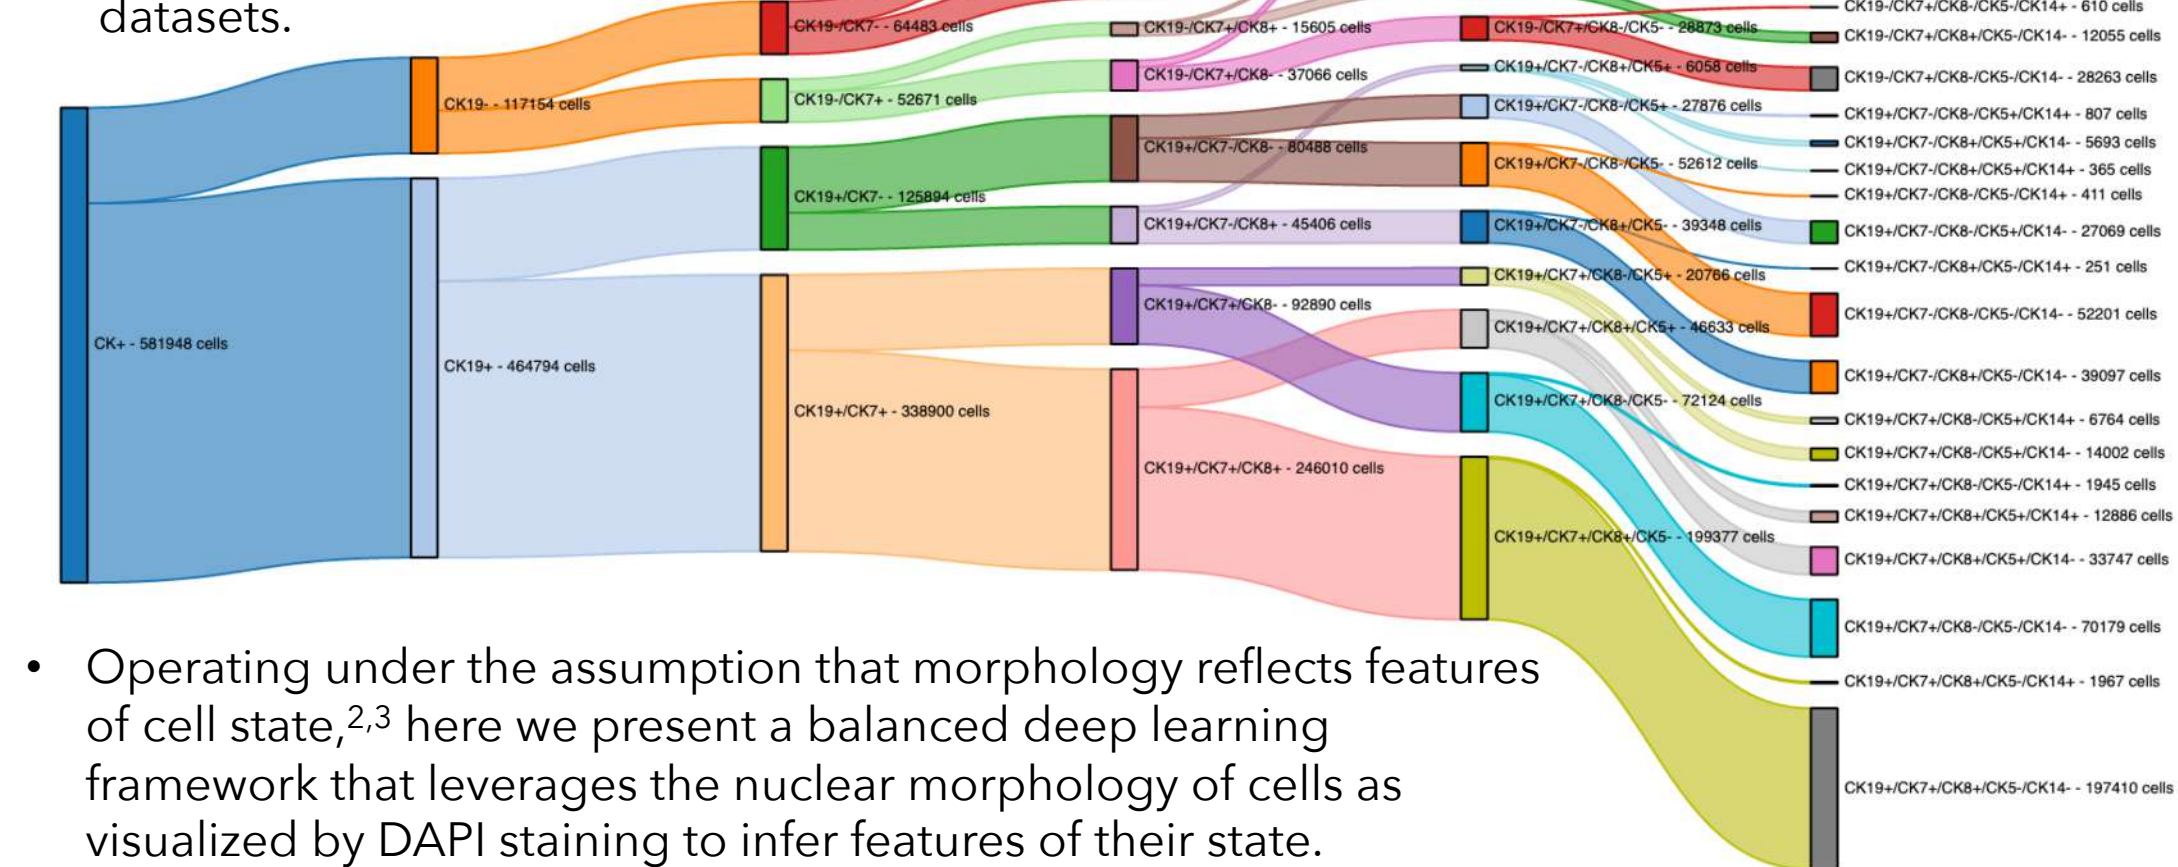 datasets.
CK+ - 581948 cells
CK19- - 117154 cells
CK19+ - 464794 cells
CK19-/CK7- - 64483 cells
CK19-/CK7+ - 52671 cells
CK19+/CK7- - 125894 cells
CK19+/CK7+ - 338900 cells
CK19-/CK7+/CK8+ - 15605 cells
CK19-/CK7+/CK8- - 37066 cells
CK19+/CK7-/CK8- - 80488 cells
CK19+/CK7-/CK8+ - 45406 cells
CK19+/CK7+/CK8- - 92890 cells
CK19+/CK7+/CK8+ - 246010 cells
CK19-/CK7+/CK8-/CK5- - 28873 cells
CK19+/CK7-/CK8+/CK5+ - 6058 cells
CK19+/CK7-/CK8-/CK5+ - 27876 cells
CK19+/CK7-/CK8-/CK5- - 52612 cells
CK19+/CK7-/CK8+/CK5- - 39348 cells
CK19+/CK7+/CK8-/CK5+ - 20766 cells
CK19+/CK7+/CK8+/CK5+ - 46633 cells
CK19+/CK7+/CK8-/CK5- - 72124 cells
CK19+/CK7+/CK8+/CK5- - 199377 cells
CK19-/CK7+/CK8-/CK5-/CK14+ - 610 cells
CK19-/CK7+/CK8+/CK5-/CK14- - 12055 cells
CK19-/CK7+/CK8-/CK5-/CK14- - 28263 cells
CK19+/CK7-/CK8-/CK5+/CK14+ - 807 cells
CK19+/CK7-/CK8+/CK5+/CK14- - 5693 cells
CK19+/CK7-/CK8+/CK5+/CK14+ - 365 cells
CK19+/CK7-/CK8-/CK5-/CK14+ - 411 cells
CK19+/CK7-/CK8-/CK5+/CK14- - 27069 cells
CK19+/CK7-/CK8+/CK5-/CK14+ - 251 cells
CK19+/CK7-/CK8-/CK5-/CK14- - 52201 cells
CK19+/CK7-/CK8+/CK5-/CK14- - 39097 cells
CK19+/CK7+/CK8-/CK5+/CK14+ - 6764 cells
CK19+/CK7+/CK8-/CK5+/CK14- - 14002 cells
CK19+/CK7+/CK8-/CK5-/CK14+ - 1945 cells
CK19+/CK7+/CK8+/CK5+/CK14+ - 12886 cells
CK19+/CK7+/CK8+/CK5+/CK14- - 33747 cells
CK19+/CK7+/CK8-/CK5-/CK14- - 70179 cells
CK19+/CK7+/CK8+/CK5-/CK14+ - 1967 cells
CK19+/CK7+/CK8+/CK5-/CK14- - 197410 cells
• Operating under the assumption that morphology reflects features
of cell state,2,3 here we present a balanced deep learning
framework that leverages the nuclear morphology of cells as
visualized by DAPI staining to infer features of their state.